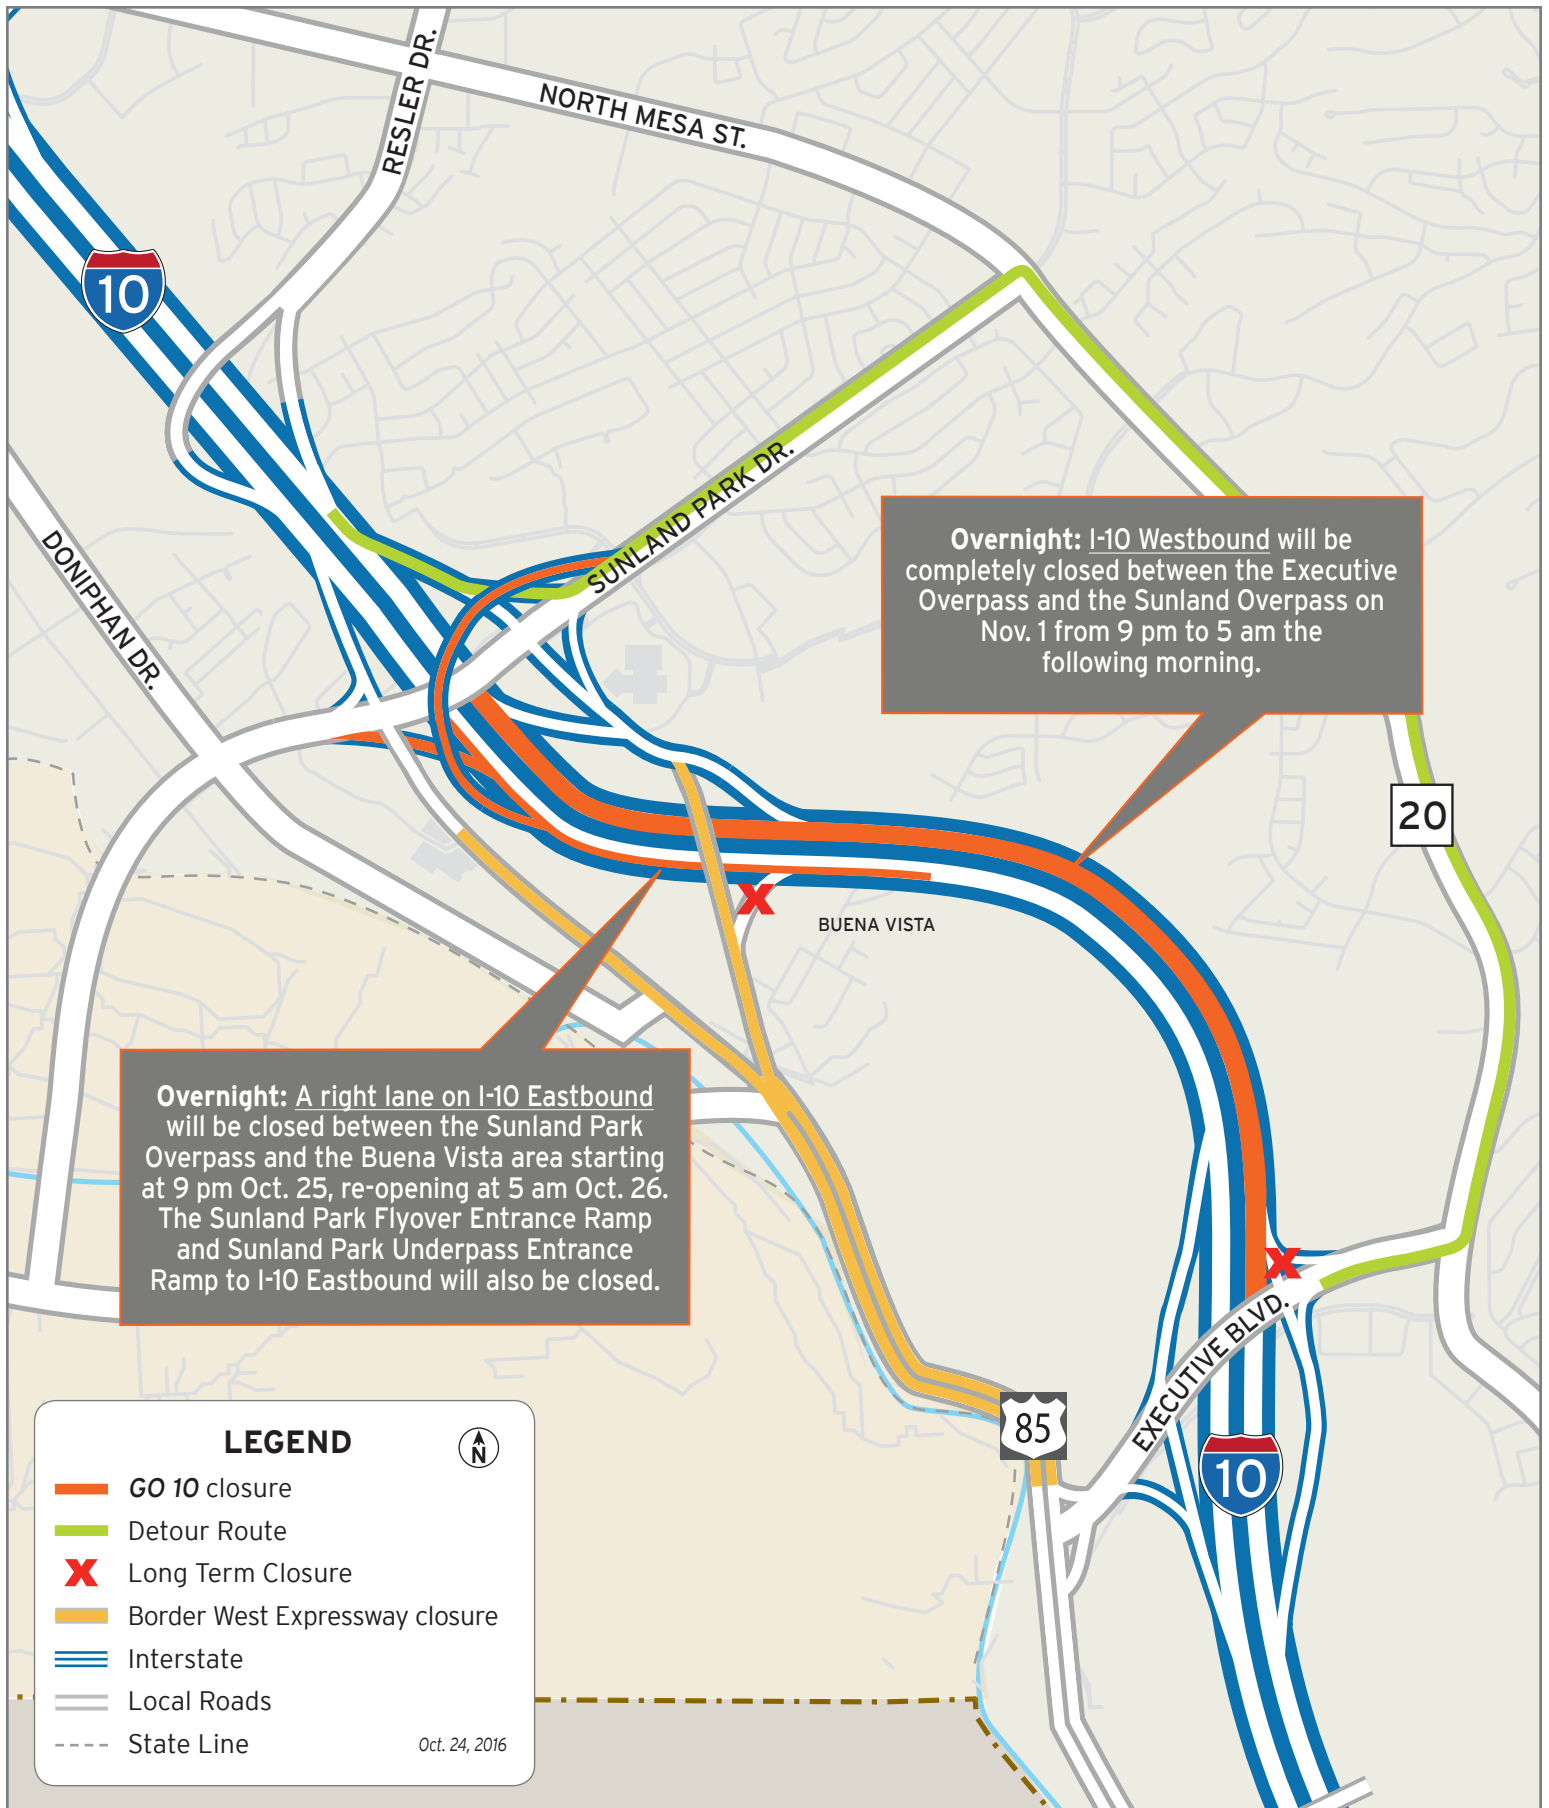 RESLER DR.
NORTH MESA ST.
10
SUNLAND PARK DR.
DONIPHAN DR.
Overnight: I-10 Westbound will be
completely closed between the Executive
Overpass and the Sunland Overpass on
Nov. 1 from 9 pm to 5 am the
following morning.
20
X
BUENA VISTA
Overnight: A right lane on I-10 Eastbound
will be closed between the Sunland Park
Overpass and the Buena Vista area starting
at 9 pm Oct. 25, re-opening at 5 am Oct. 26.
The Sunland Park Flyover Entrance Ramp
and Sunland Park Underpass Entrance
Ramp to I-10 Eastbound will also be closed.
X
EXECUTIVE BLVD.
85
10
LEGEND
N
GO 10 closure
Detour Route
X Long Term Closure
Border West Expressway closure
Interstate
Local Roads
State Line
Oct. 24, 2016